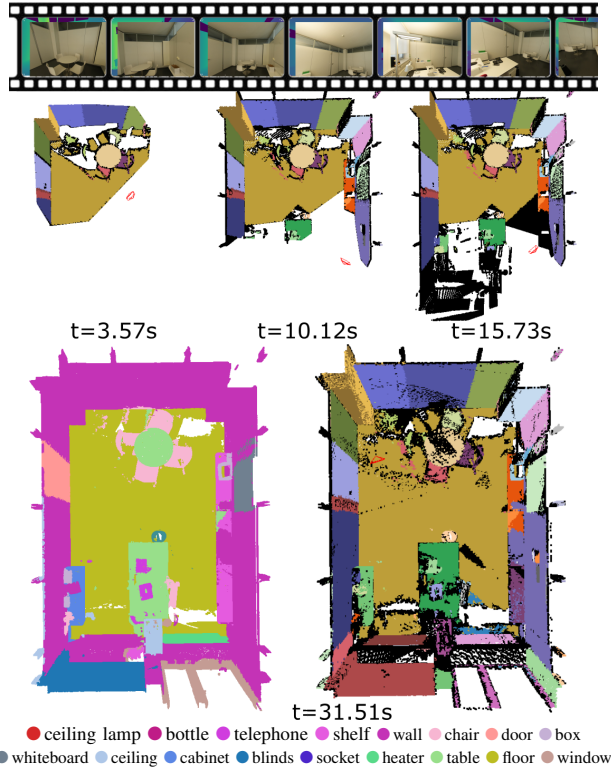 t=3.57s t=10.12s t=15.73s
t=31.51s
ceiling lamp bottle telephone shelf wall chair door box
whiteboard ceiling cabinet blinds socket heater table floor window